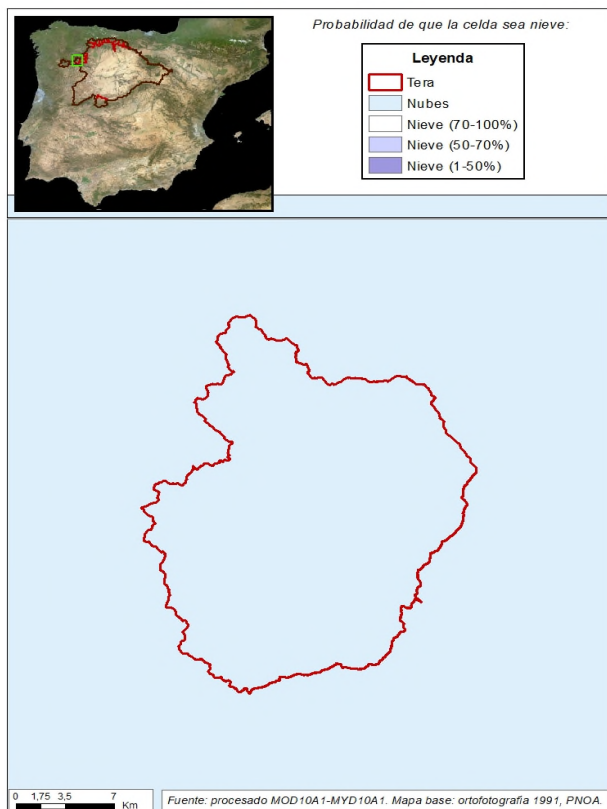 Probabilidad de que la celda sea nieve:
Leyenda
Tera
Nubes
Nieve (70-100%)
Nieve (50-70%)
Nieve (1-50%)
0 1,75 3,5 7
Km
Fuente: procesado MOD10A1-MYD10A1. Mapa base: ortofotografia 1991, PNOA